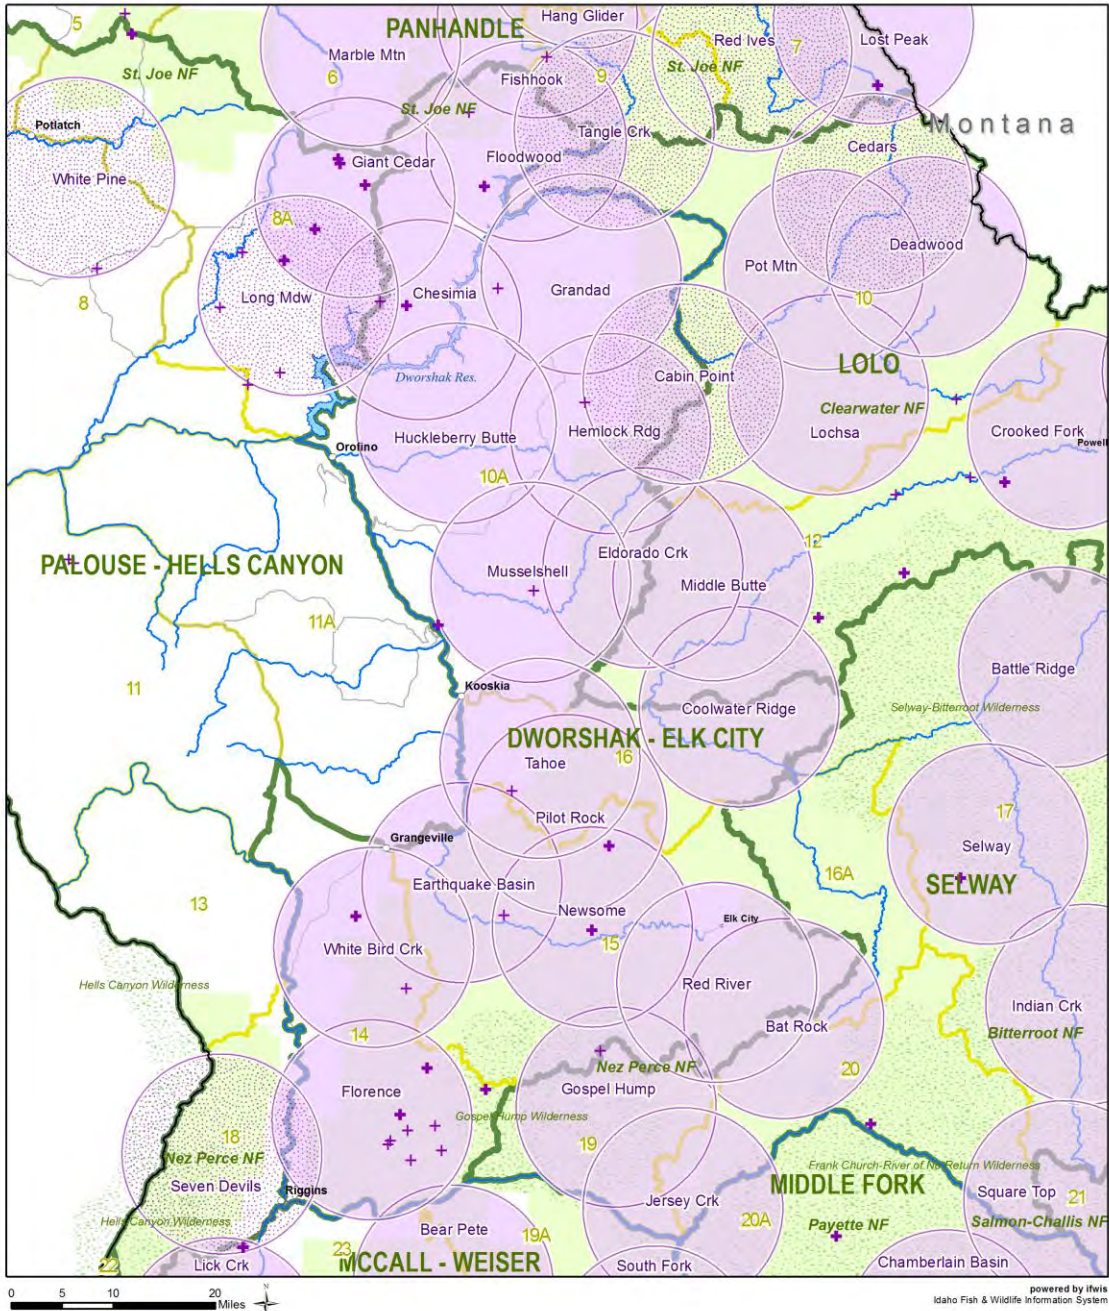 5
PANHANDLE
Hang Glider
Red Ives
7
Lost Peak
Marble Mtn
St. Joe NF
6
Fishhook
9
St. Joe NF
St. Joe NF
Potlatch
Tangle Crk
Montana
Cedars
White Pine
Giant Cedar
Floodwood
8A
Deadwood
Pot Mtn
Long Mdw
Chesimia
Grandad
8
10
Dworshak Res.
Cabin Point
LOLO
Clearwater NF
Huckleberry Butte
Hemlock Rdg
Lochsa
Crooked Fork
Orofino
Powell
10A
12
PALOUSE - HELLS CANYON
Musselshell
Eldorado Crk
Middle Butte
11A
Battle Ridge
11
Kooskia
Coolwater Ridge
Selway-Bitterroot Wilderness
DWORSHAK - ELK CITY
Tahoe
16
Pilot Rock
17
Grangeville
Selway
16A
SELWAY
Earthquake Basin
13
Newsome
Elk City
White Bird Crk
15
Hells Canyon Wilderness
Red River
Indian Crk
Bat Rock
Bitterroot NF
14
Nez Perce NF
20
Florence
Gospel Hump
Gospel Hump Wilderness
18
19
Nez Perce NF
Frank Church-River of No Return Wilderness
Seven Devils
Riggins
MIDDLE FORK
Square Top
21
Jersey Crk
20A
Hells Canyon Wilderness
Payette NF
Salmon-Challis NF
Bear Pete
19A
23
MCCALL - WEISER
22
Lick Crk
South Fork
Chamberlain Basin
0 5 10 20
Miles
N
powered by ifwis
Idaho Fish & Wildlife Information System